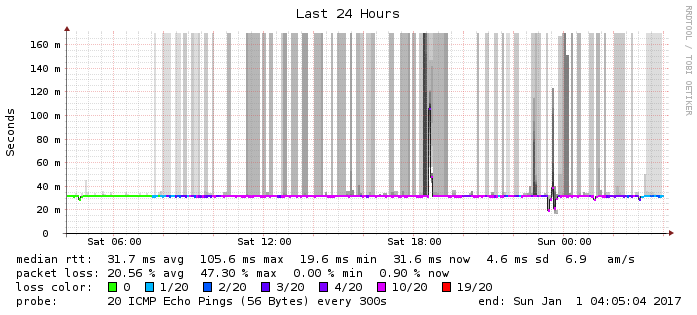 Last 24 Hours
RRDTOOL / TOBI OETIKER
Seconds
160 m
140 m
120 m
100 m
80 m
60 m
40 m
20 m
0
Sat 06:00 Sat 12:00 Sat 18:00 Sun 00:00
median rtt: 31.7 ms avg 105.6 ms max 19.6 ms min 31.6 ms now 4.6 ms sd 6.9 am/s
packet loss: 20.56 % avg 47.30 % max 0.00 % min 0.90 % now
loss color: 0 1/20 2/20 3/20 4/20 10/20 19/20
probe: 20 ICMP Echo Pings (56 Bytes) every 300s end: Sun Jan 1 04:05:04 2017